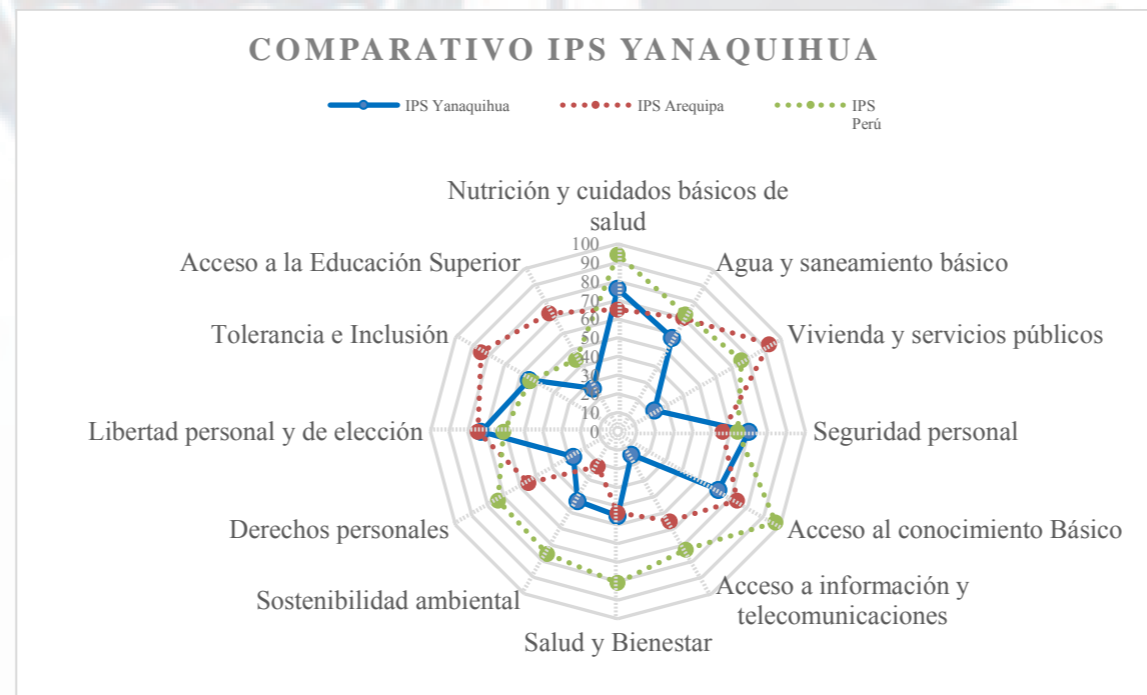 COMPARATIVO IPS YANAQUIHUA
IPS Yanaquihua
IPS Arequipa
IPS
Perú
Nutrición y cuidados básicos de
salud
Agua y saneamiento básico
Vivienda y servicios públicos
Seguridad personal
Acceso al conocimiento Básico
Acceso a información y
telecomunicaciones
Salud y Bienestar
Sostenibilidad ambiental
Derechos personales
Libertad personal y de elección
Tolerancia e Inclusión
Acceso a la Educación Superior
100
90
80
70
60
50
40
30
20
10
0